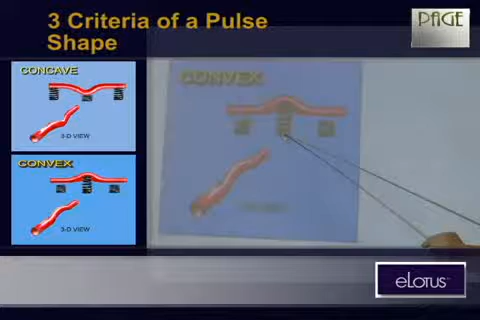 3 Criteria of a Pulse
Shape
PAGE
CONCAVE
3-D VIEW
CONVEX
3-D VIEW
CONVEX
eLotus